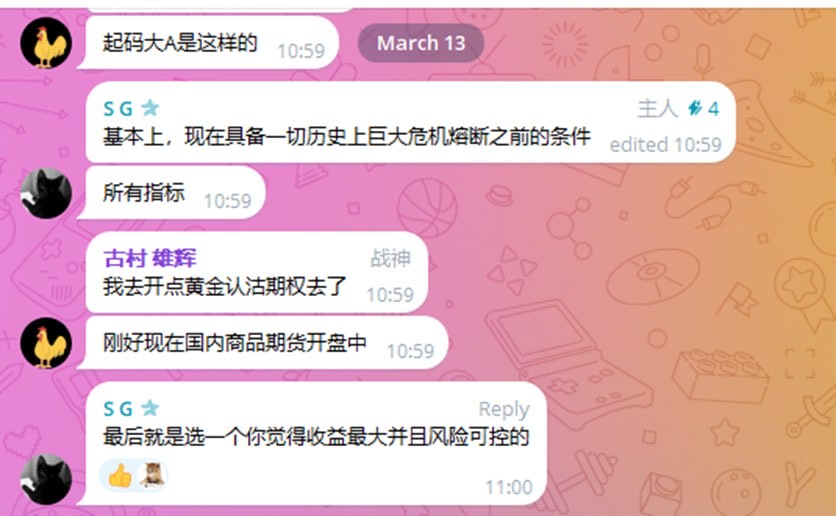 起码大A是这样的 10:59
March 13
S G 主人 4
基本上，现在具备一切历史上巨大危机熔断之前的条件 edited 10:59
所有指标 10:59
古村 雄辉 战神
我去开点黄金认沽期权去了 10:59
刚好现在国内商品期货开盘中 10:59
S G Reply
最后就是选一个你觉得收益最大并且风险可控的
11:00